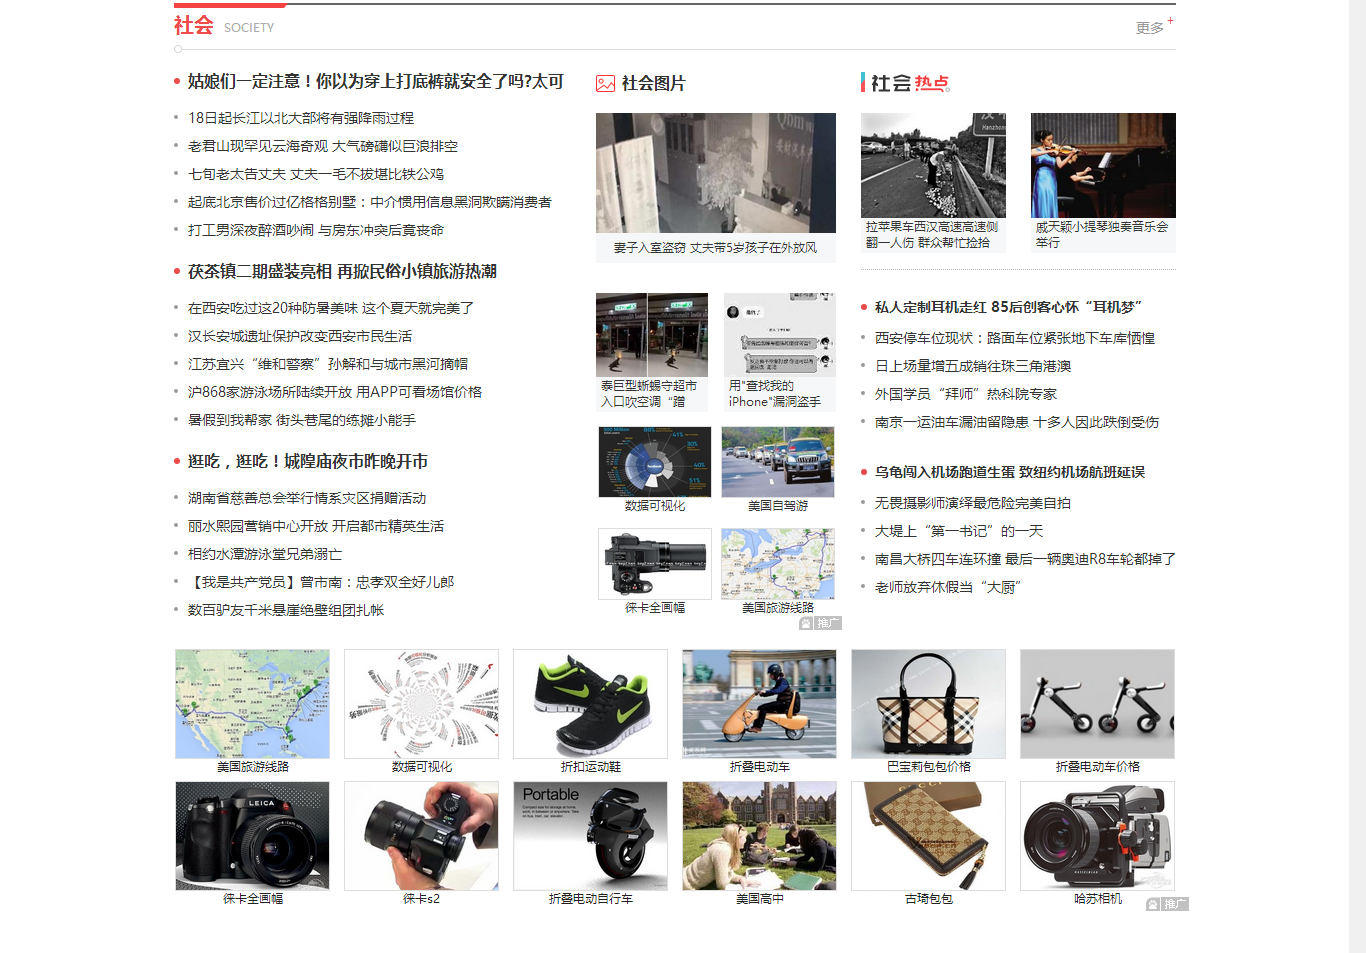 社会 SOCIETY
更多 +
姑娘们一定注意！你以为穿上打底裤就安全了吗?太可
18日起长江以北大部将有强降雨过程
老君山现罕见云海奇观 大气磅礴似巨浪排空
七旬老太告丈夫 丈夫一毛不拔堪比铁公鸡
起底北京售价过亿格格别墅：中介惯用信息黑洞欺瞒消费者
打工男深夜醉酒吵闹 与房东冲突后竟丧命
茯茶镇二期盛装亮相 再掀民俗小镇旅游热潮
在西安吃过这20种防暑美味 这个夏天就完美了
汉长安城遗址保护改变西安市民生活
江苏宜兴“维和警察”孙解和与城市黑河摘帽
沪868家游泳场所陆续开放 用APP可看场馆价格
暑假到我帮家 街头巷尾的练摊小能手
逛吃，逛吃！城隍庙夜市昨晚开市
湖南省慈善总会举行情系灾区捐赠活动
丽水熙园营销中心开放 开启都市精英生活
相约水潭游泳堂兄弟溺亡
【我是共产党员】曾市南：忠孝双全好儿郎
数百驴友千米悬崖绝壁组团扎帐
社会图片
妻子入室盗窃 丈夫带5岁孩子在外放风
泰巨型蜥蜴守超市
入口吹空调“蹭
用"查找我的
iPhone"漏洞盗手
数据可视化
美国自驾游
徕卡全画幅
美国旅游线路
推广
社会热点
拉苹果车西汉高速高速侧
翻一人伤 群众帮忙捡拾
戚天颖小提琴独奏音乐会
举行
私人定制耳机走红 85后创客心怀“耳机梦”
西安停车位现状：路面车位紧张地下车库恓惶
日上场量增五成销往珠三角港澳
外国学员“拜师”热科院专家
南京一运油车漏油留隐患 十多人因此跌倒受伤
乌龟闯入机场跑道生蛋 致纽约机场航班延误
无畏摄影师演绎最危险完美自拍
大堤上“第一书记”的一天
南昌大桥四车连环撞 最后一辆奥迪R8车轮都掉了
老师放弃休假当“大厨”
美国旅游线路
数据可视化
折扣运动鞋
折叠电动车
巴宝莉包包价格
折叠电动车价格
LEICA
Portable
徕卡全画幅
徕卡s2
折叠电动自行车
美国高中
古琦包包
哈苏相机
推广